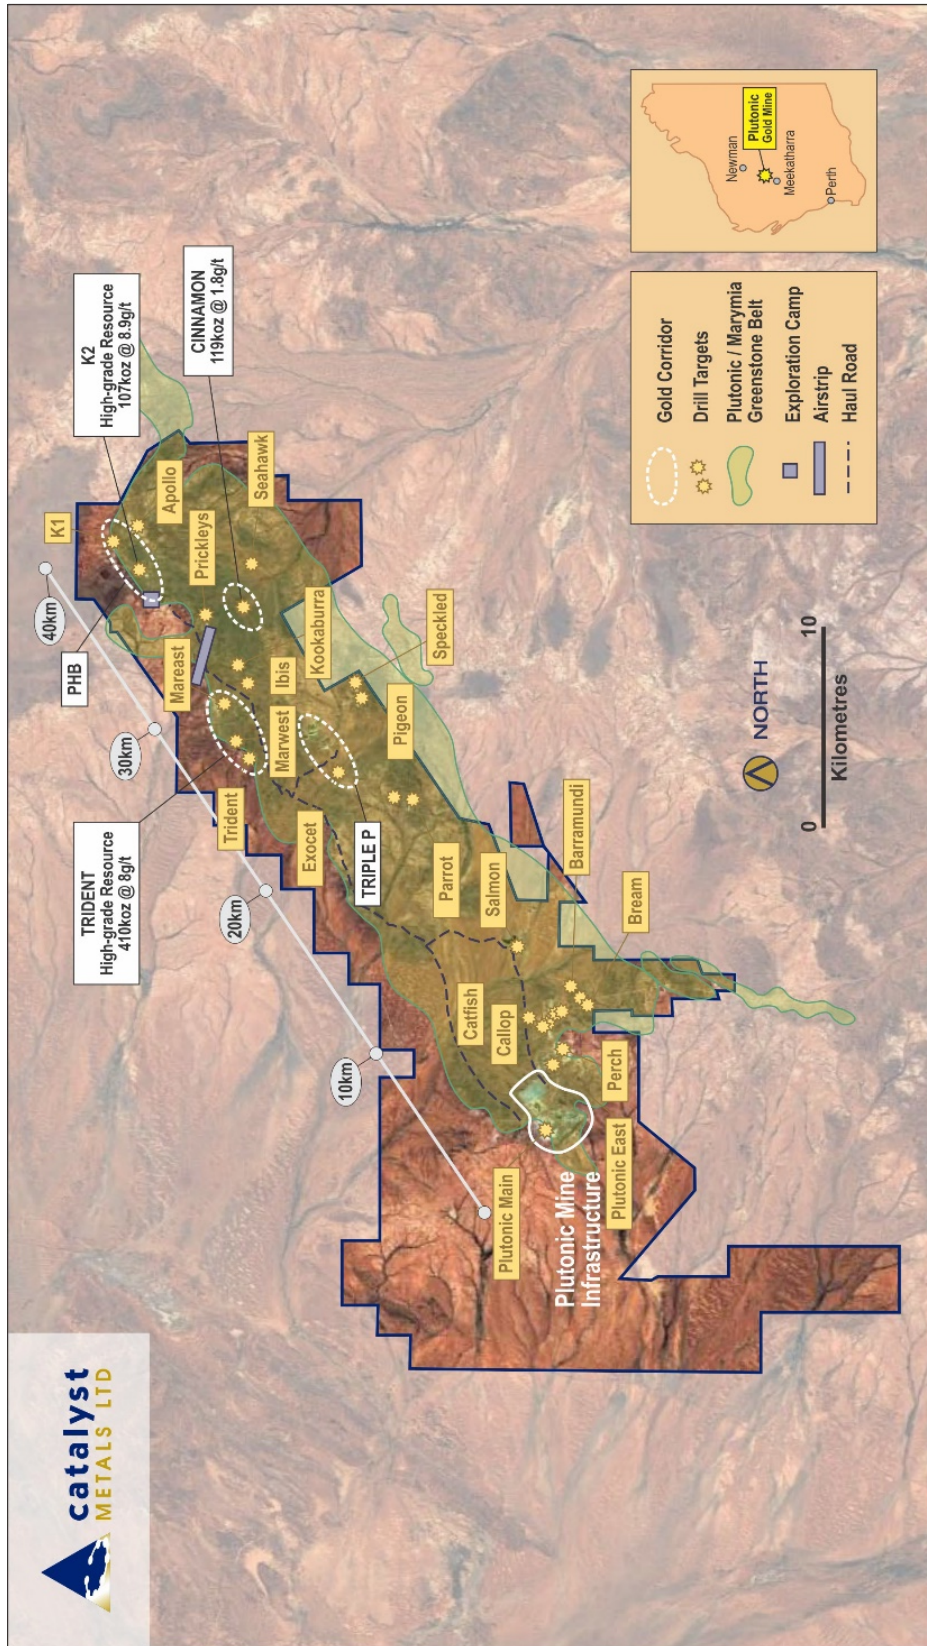 catalyst
METALS LTD
TRIDENT
High-grade Resource
410koz @ 8g/t
K2
High-grade Resource
107koz @ 8.9g/t
CINNAMON
119koz @ 1.8g/t
PHB
TRIPLE P
10km
20km
30km
40km
K1
Apollo
Seahawk
Prickleys
Mareast
Ibis
Kookaburra
Speckled
Marwest
Trident
Exocet
Pigeon
Parrot
Salmon
Barramundi
Bream
Catfish
Callop
Perch
Plutonic East
Plutonic Main
Plutonic Mine
Infrastructure
NORTH
0
10
Kilometres
Gold Corridor
Drill Targets
Plutonic / Marymia
Greenstone Belt
Exploration Camp
Airstrip
Haul Road
Newman
Plutonic
Gold Mine
Meekatharra
Perth